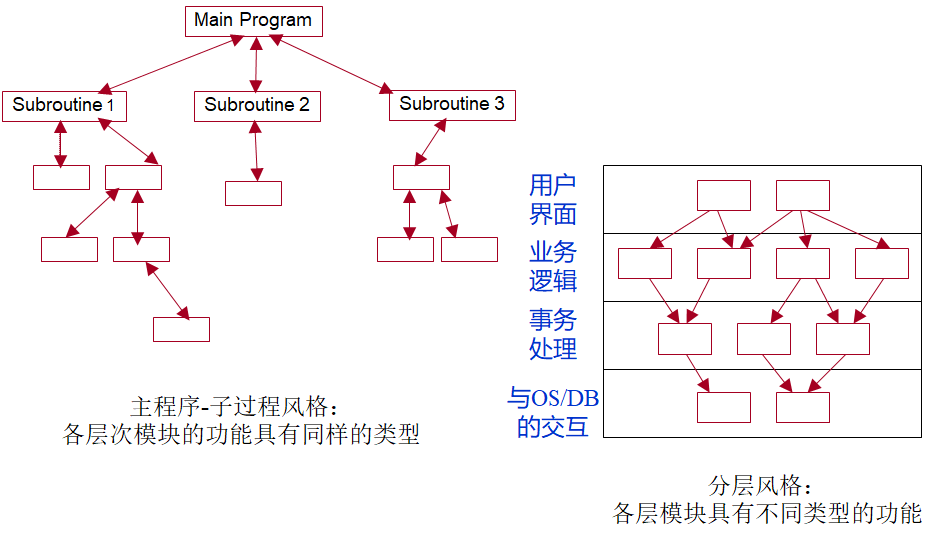 Main Program
Subroutine 1
Subroutine 2
Subroutine 3
主程序-子过程风格：
各层次模块的功能具有同样的类型
用户
界面
业务
逻辑
事务
处理
与OS/DB
的交互
分层风格：
各层模块具有不同类型的功能